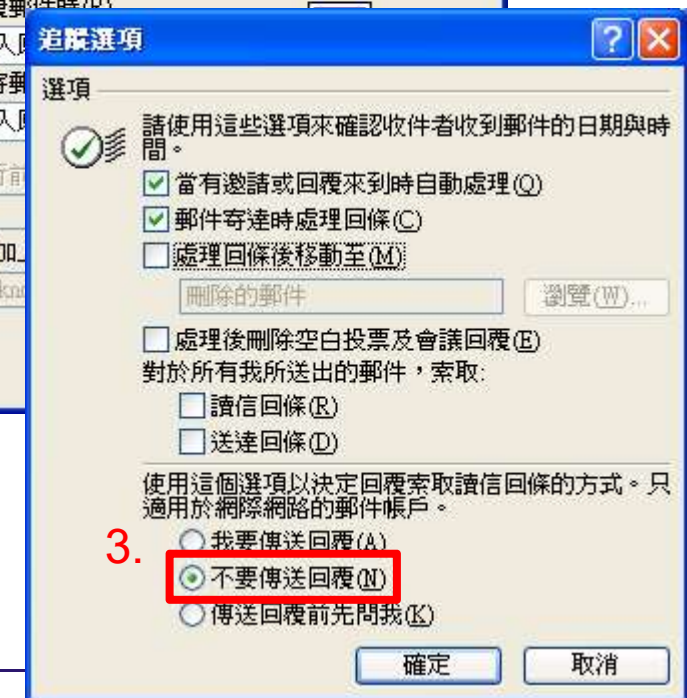 郵件時(P)
追蹤選項
選項
請使用這些選項來確認收件者收到郵件的日期與時
間。
當有邀請或回覆來到時自動處理(Q)
郵件寄達時處理回條(C)
處理回條後移動至(M)
刪除的郵件
瀏覽(W)...
處理後刪除空白投票及會議回覆(E)
對於所有我所送出的郵件，索取:
讀信回條(R)
送達回條(D)
使用這個選項以決定回覆索取讀信回條的方式。只
適用於網際網路的郵件帳戶。
3.
我要傳送回覆(A)
不要傳送回覆(N)
傳送回覆前先問我(K)
確定
取消